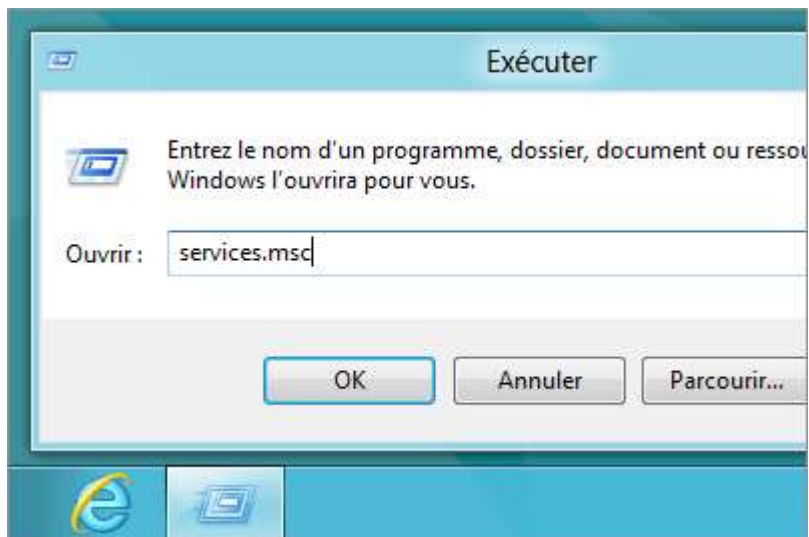 Exécuter
Entrez le nom d'un programme, dossier, document ou ressou
Windows l'ouvrira pour vous.
Ouvrir : services.msc
OK Annuler Parcourir...